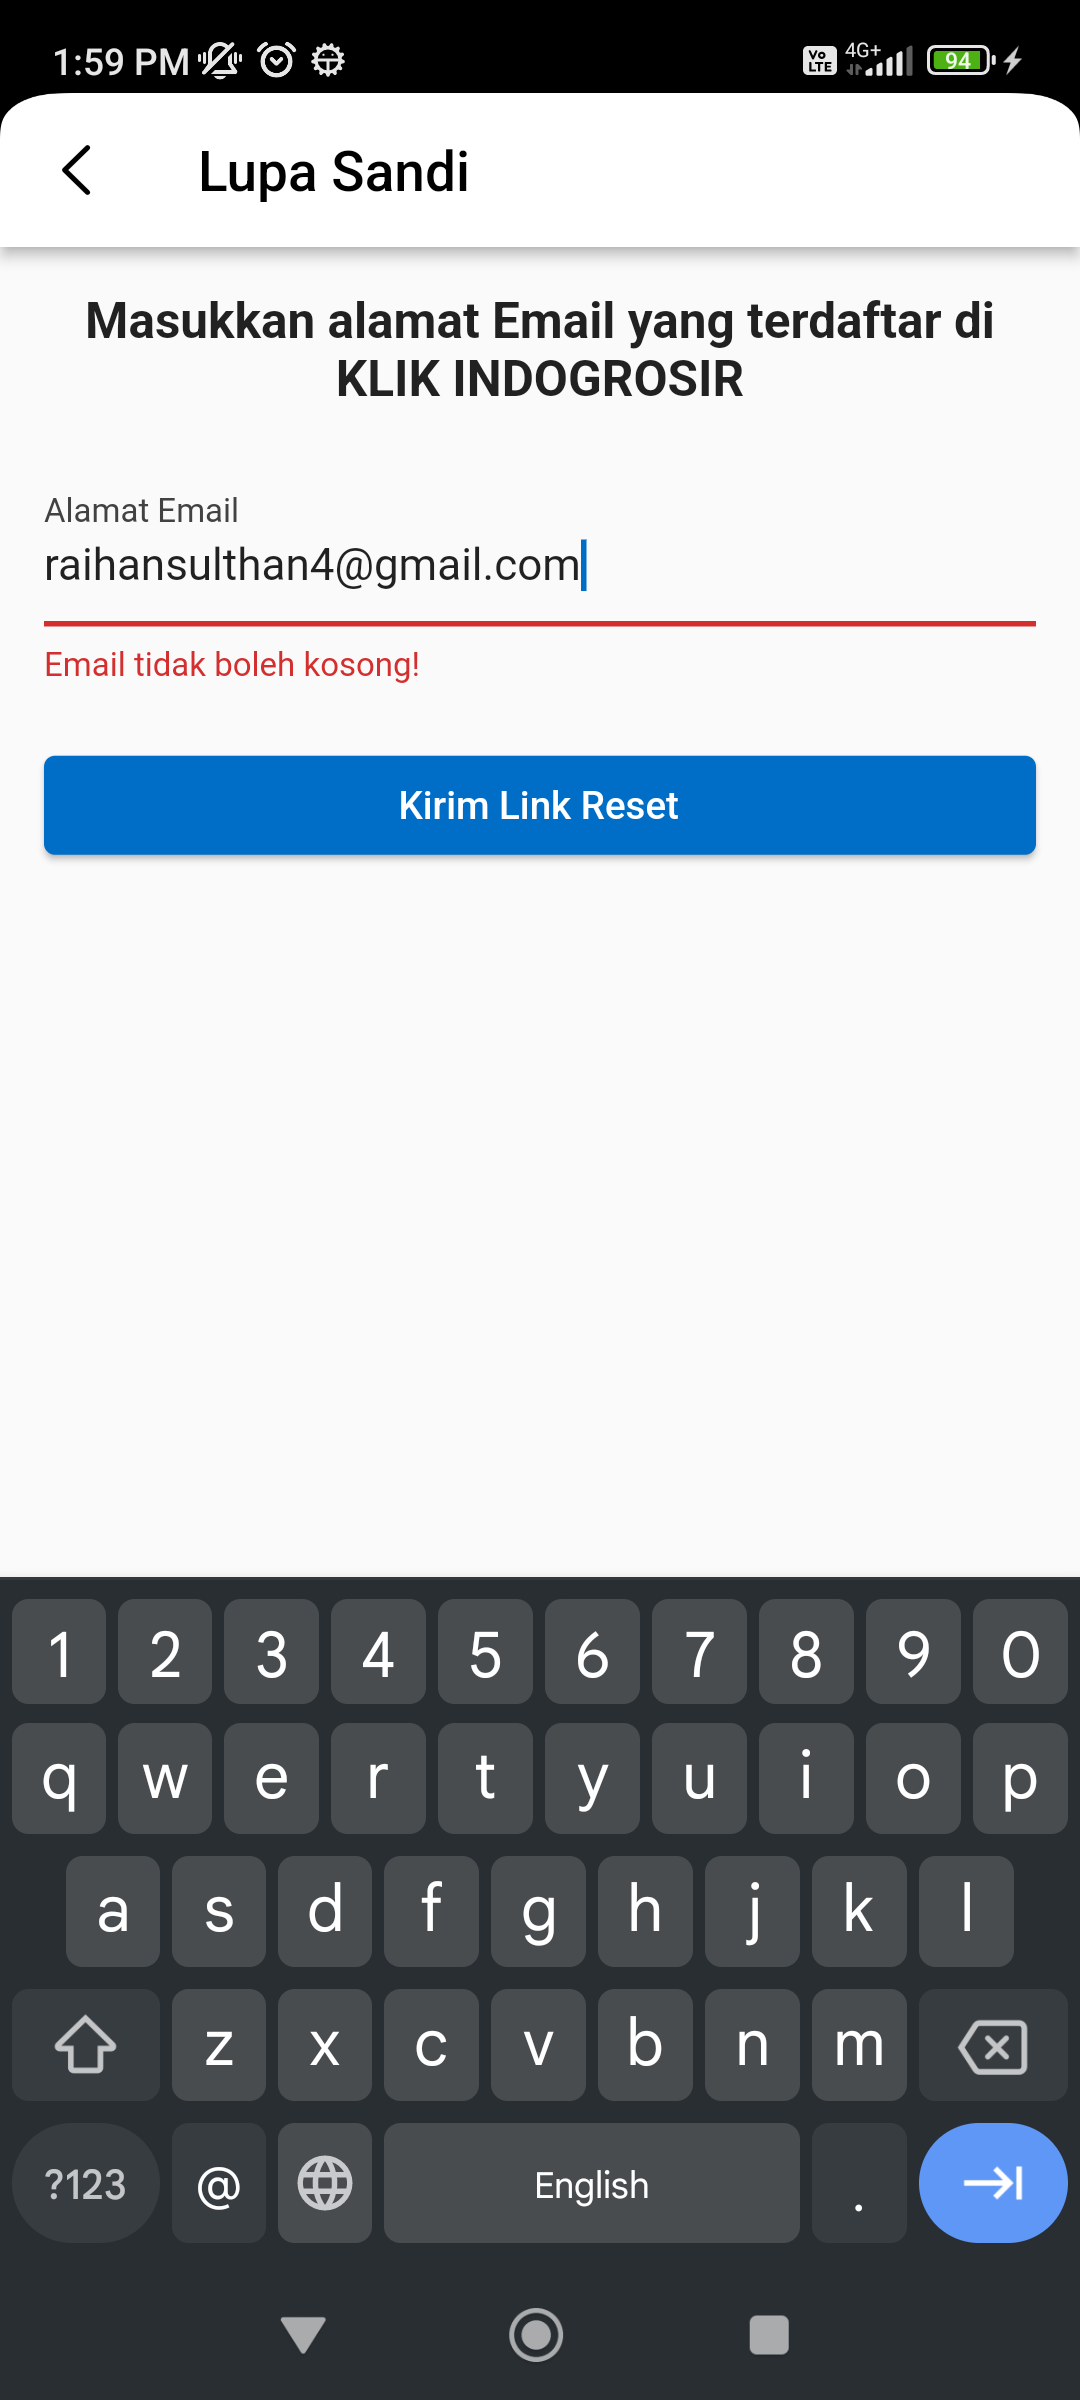 1:59 PM
Vo
LTE
4G+
94
Lupa Sandi
Masukkan alamat Email yang terdaftar di
KLIK INDOGROSIR
Alamat Email
raihansulthan4@gmail.com
Email tidak boleh kosong!
Kirim Link Reset
1 2 3 4 5 6 7 8 9 0
q w e r t y u i o p
a s d f g h j k l
z x c v b n m
?123 @ English .